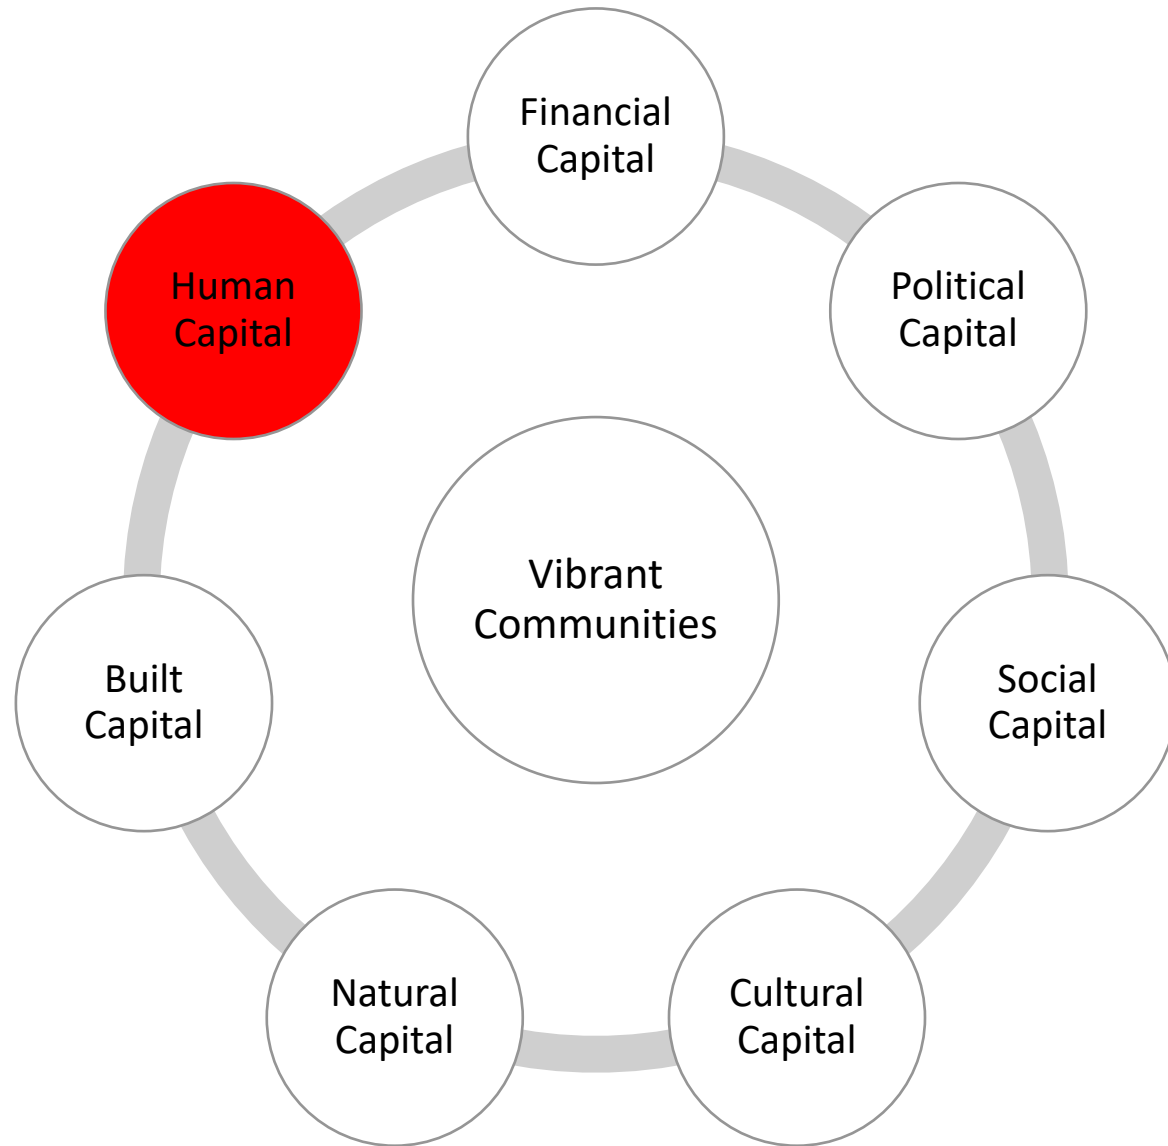 Financial
Capital
Human
Capital
Political
Capital
Vibrant
Communities
Built
Capital
Social
Capital
Natural
Capital
Cultural
Capital